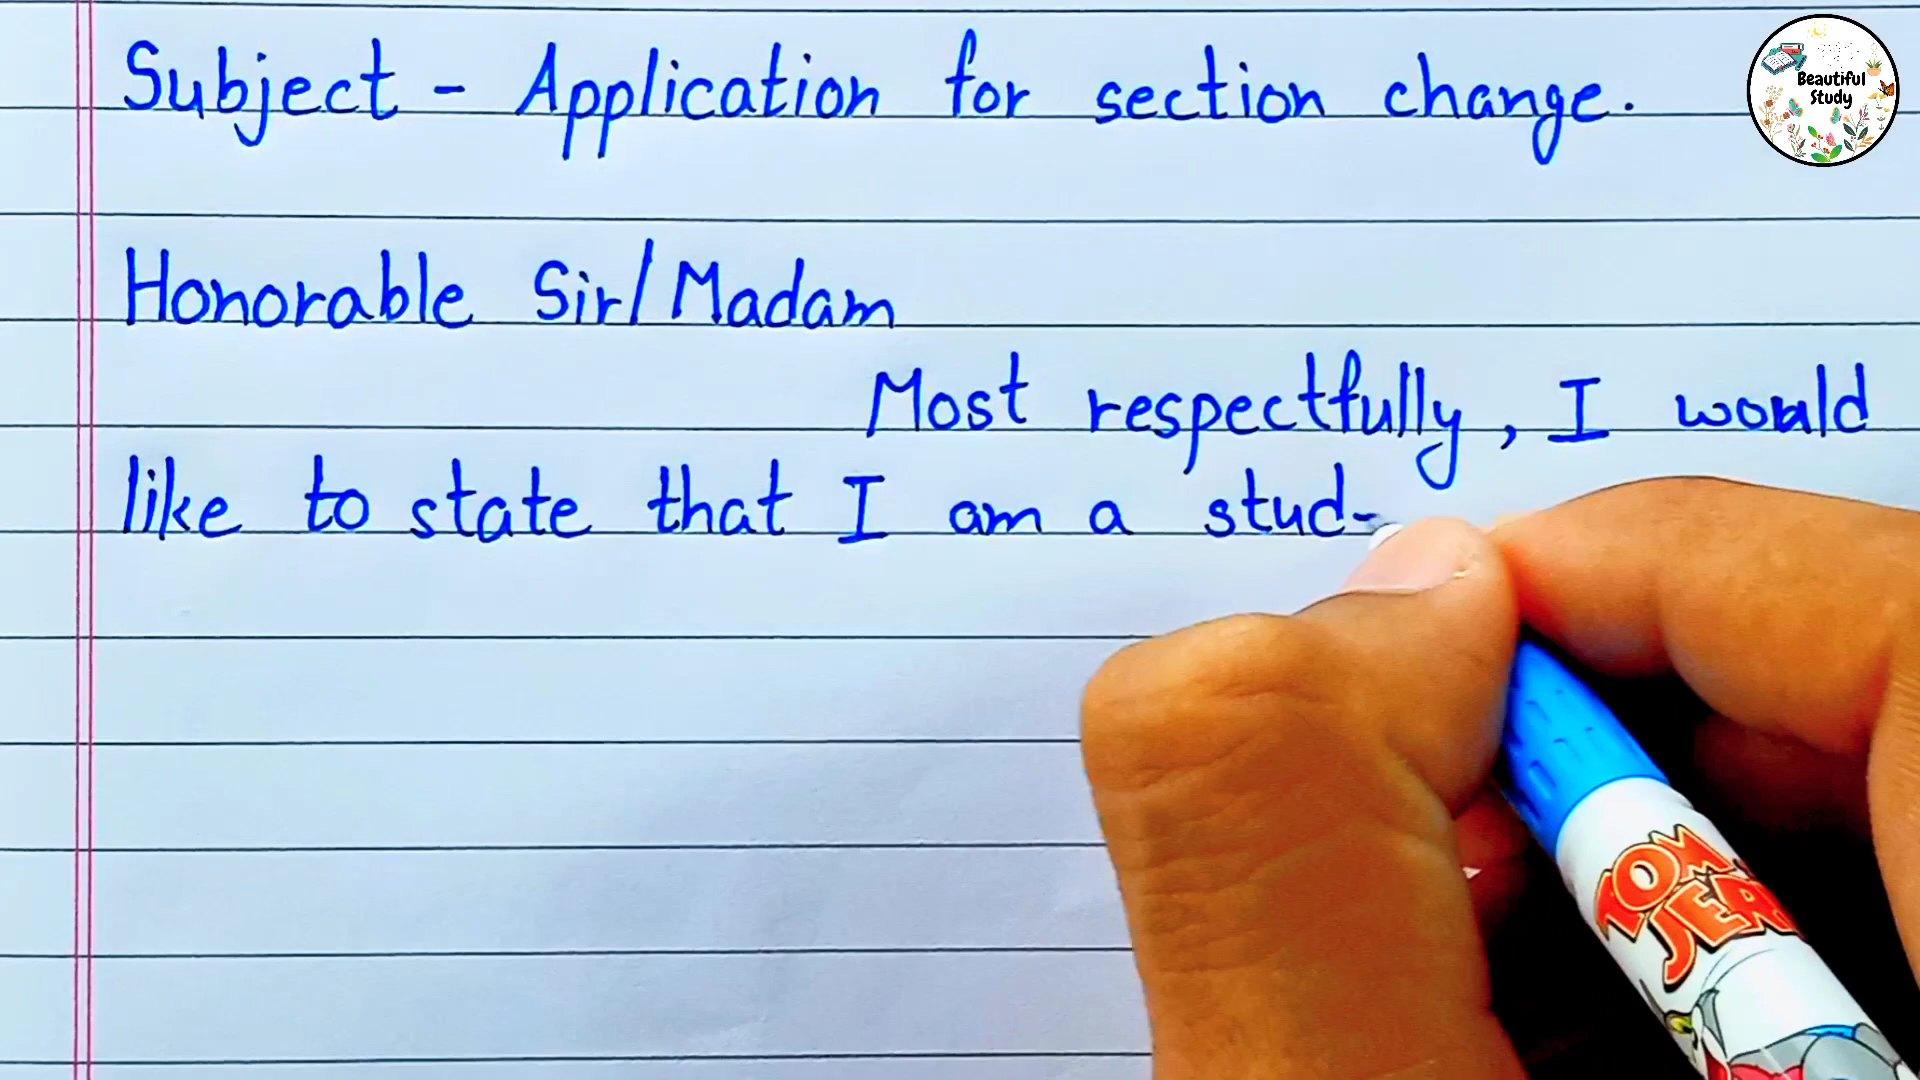 Subject - Application for section change.
Beautiful
Study
Honorable Sir/Madam
Most respectfully, I would
like to state that I am a stud-
TOM
JERR